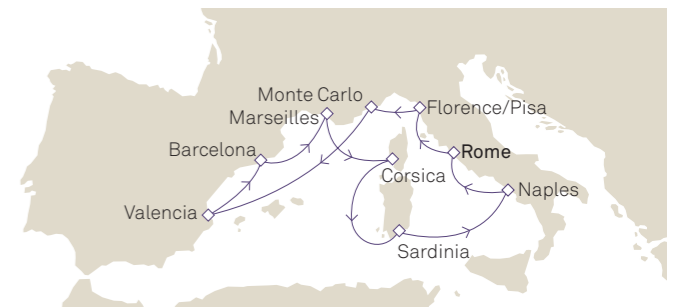 Monte Carlo
Florence/Pisa
Marseilles
Barcelona
Rome
Corsica
Naples
Valencia
Sardinia